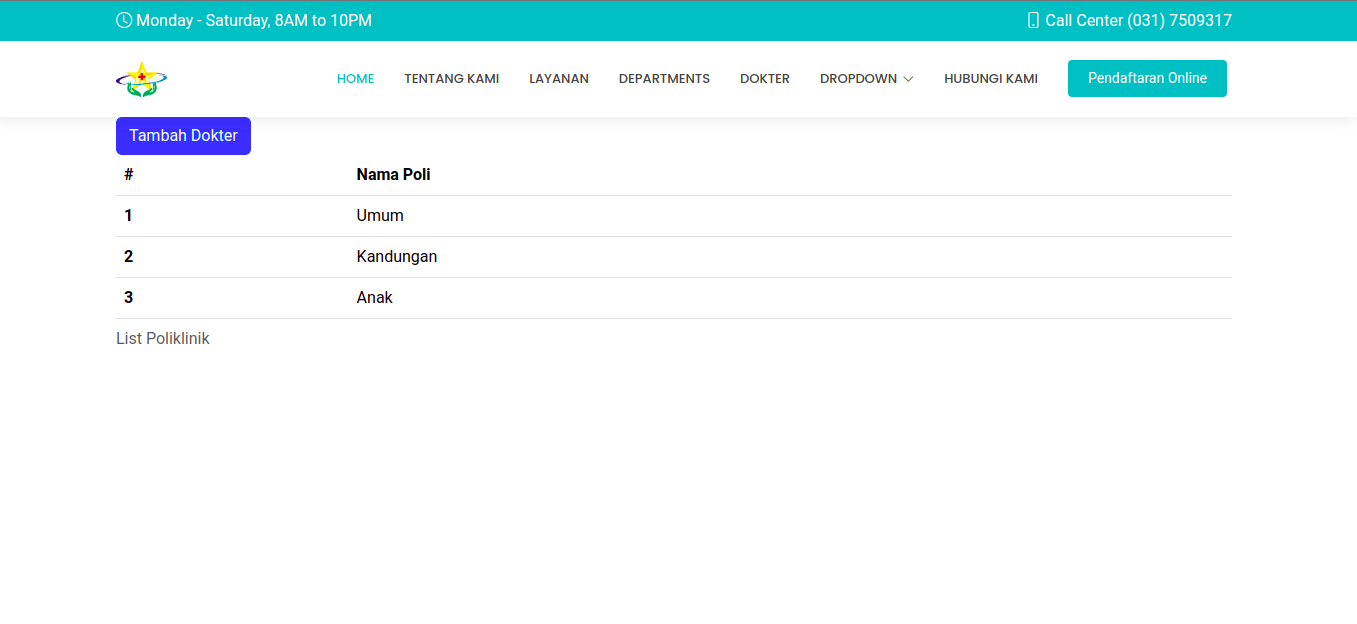 Monday - Saturday, 8AM to 10PM Call Center (031) 7509317
HOME TENTANG KAMI LAYANAN DEPARTMENTS DOKTER DROPDOWN HUBUNGI KAMI Pendaftaran Online
Tambah Dokter
# Nama Poli
1 Umum
2 Kandungan
3 Anak
List Poliklinik